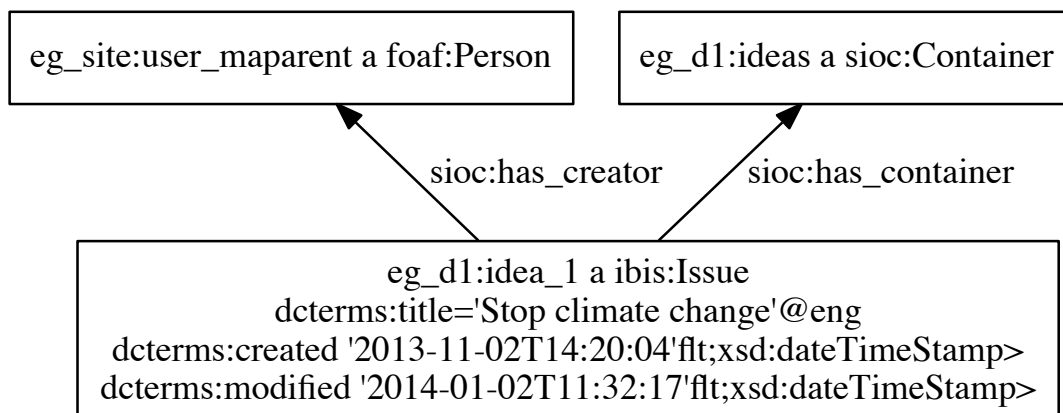 eg_site:user_maparent a foaf:Person
eg_d1:ideas a sioc:Container
sioc:has_creator
sioc:has_container
eg_d1:idea_1 a ibis:Issue
dcterms:title='Stop climate change'@eng
dcterms:created '2013-11-02T14:20:04'flt;xsd:dateTimeStamp>
dcterms:modified '2014-01-02T11:32:17'flt;xsd:dateTimeStamp>